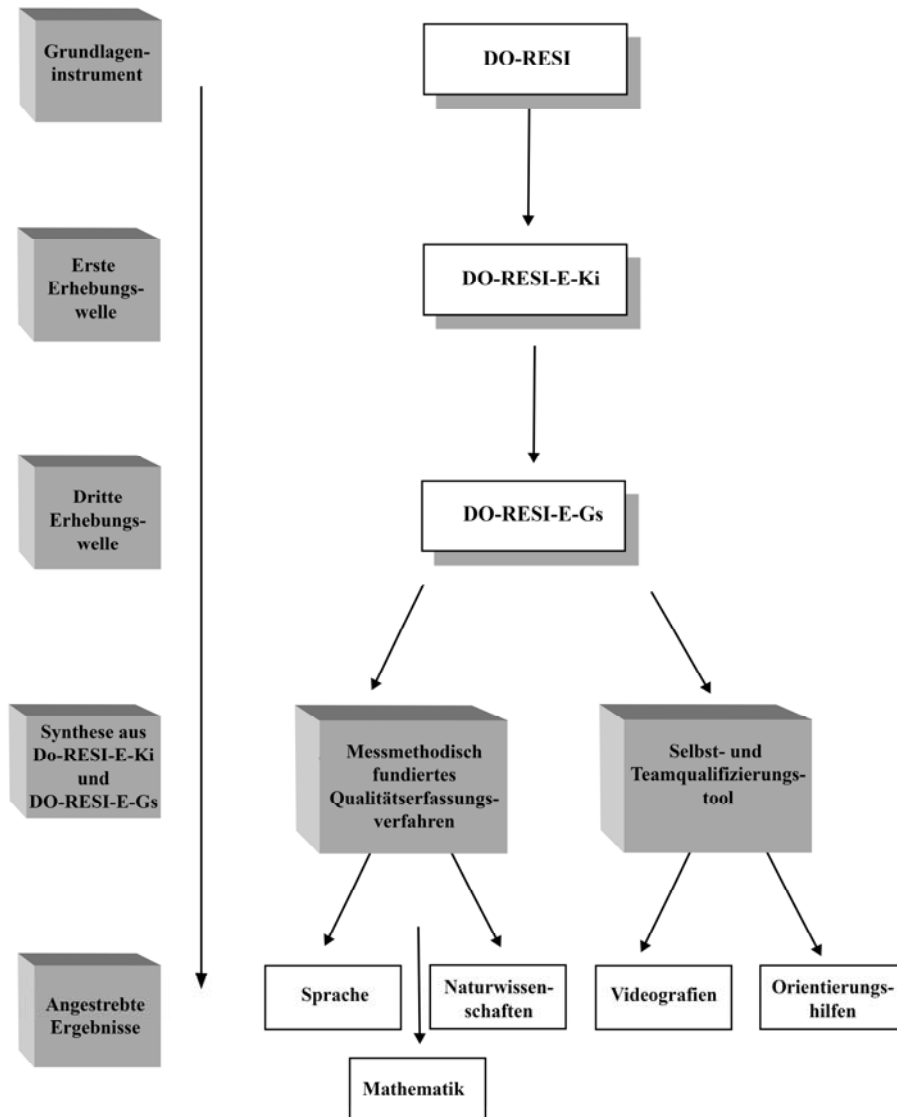 Grundlagen-
instrument
DO-RESI
Erste
Erhebungs-
welle
DO-RESI-E-Ki
Dritte
Erhebungs-
welle
DO-RESI-E-Gs
Synthese aus
Do-RESI-E-Ki
und
DO-RESI-E-Gs
Messmethodisch
fundiertes
Qualitätserfassungs-
verfahren
Selbst- und
Teamqualifizierungs-
tool
Angestrebte
Ergebnisse
Sprache
Naturwissen-
schaften
Videografien
Orientierungs-
hilfen
Mathematik